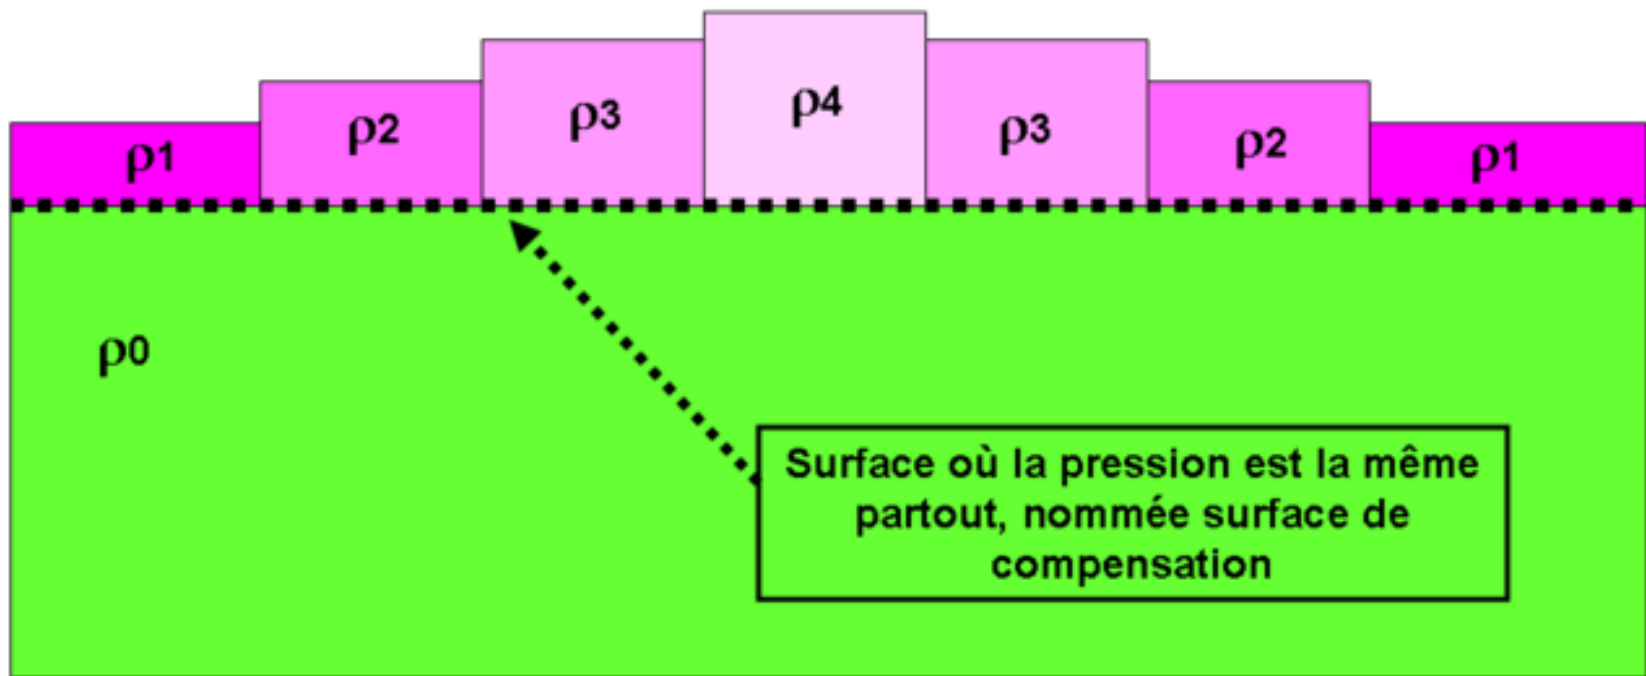 ρ1 ρ2 ρ3 ρ4 ρ3 ρ2 ρ1
ρ0
Surface où la pression est la même
partout, nommée surface de
compensation